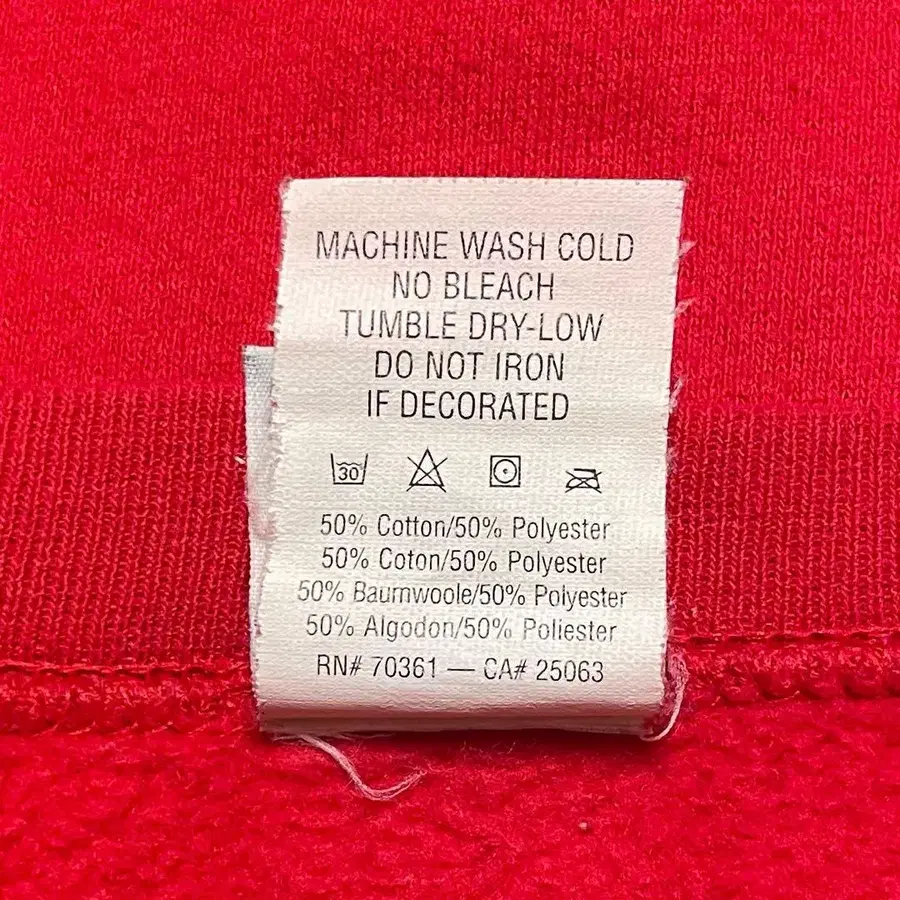 MACHINE WASH COLD
NO BLEACH
TUMBLE DRY-LOW
DO NOT IRON
IF DECORATED
30
50% Cotton/50% Polyester
50% Coton/50% Polyester
50% Baumwoole/50% Polyester
50% Algodon/50% Poliester
RN# 70361 — CA# 25063